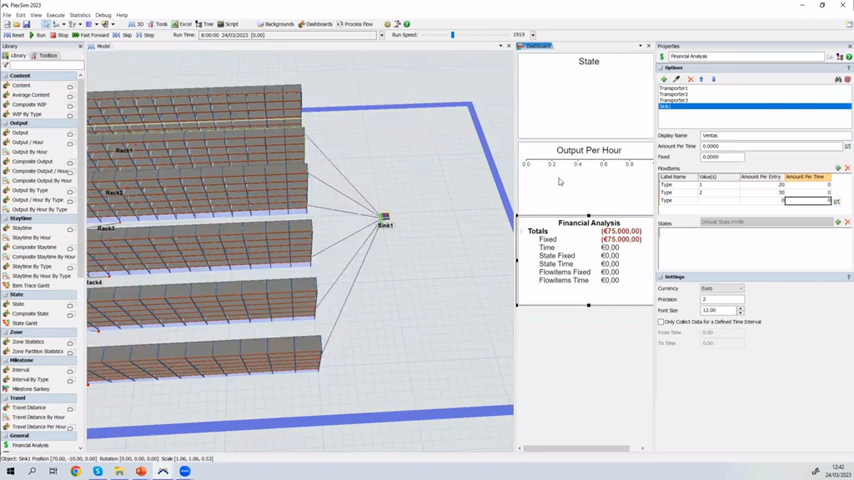 FlexSim 2023
File Edit View Execute Statistics Debug Help
3D Tools Excel Tree Script Backgrounds Dashboards Process Flow
Reset Run Stop Fast Forward Skip Step Run Time: 8:00:00 24/03/2023 [0.00] Run Speed: 1919
Library Model Dashboard Properties
Library Toolbox
Financial Analysis
Options
Content
Content
Average Content
Composite WIP
WIP By Type
Output
Output
Output / Hour
Output By Hour
Composite Output
Composite Output / Hour
Output By Type
Output / Hour By Type
Output By Hour By Type
Staytime
Staytime
Staytime By Hour
Composite Staytime
Composite Staytime By Hour
Staytime By Type
Staytime By Hour By Type
Item Trace Gantt
State
State
Composite State
State Gantt
Zone
Zone Statistics
Zone Partition Statistics
Milestone
Interval
Interval By Type
Milestone Sankey
Travel
Travel Distance
Travel Distance By Hour
Travel Distance
General
Financial Analysis
Rack1
Rack2
Rack3
Rack4
Sink1
State
Output Per Hour
0.0 0.2 0.4 0.6 0.8
Financial Analysis
Totals (€75.000,00)
Fixed (€75.000,00)
Time €0,00
State Fixed €0,00
State Time €0,00
Flowitems Fixed €0,00
Flowitems Time €0,00
Transporter1
Transporter2
Transporter3
Sink1
Display Name Ventas
Amount Per Time 0.0000
Fixed 0.0000
FlowItems
Label Name Value(s) Amount Per Entry Amount Per Time
Type 1 20 0
Type 2 30 0
Type 0 0
States Default State Profile
Settings
Currency Euro
Precision 2
Font Size 12.00
Only Collect Data for a Defined Time Interval
From Time 0.00
To Time 0.00
Object: Sink1 Position [70.00, -10.00, 0.00] Rotation [0.00, 0.00, 0.00] Scale [1.06, 1.06, 0.53]
12:42
24/03/2023